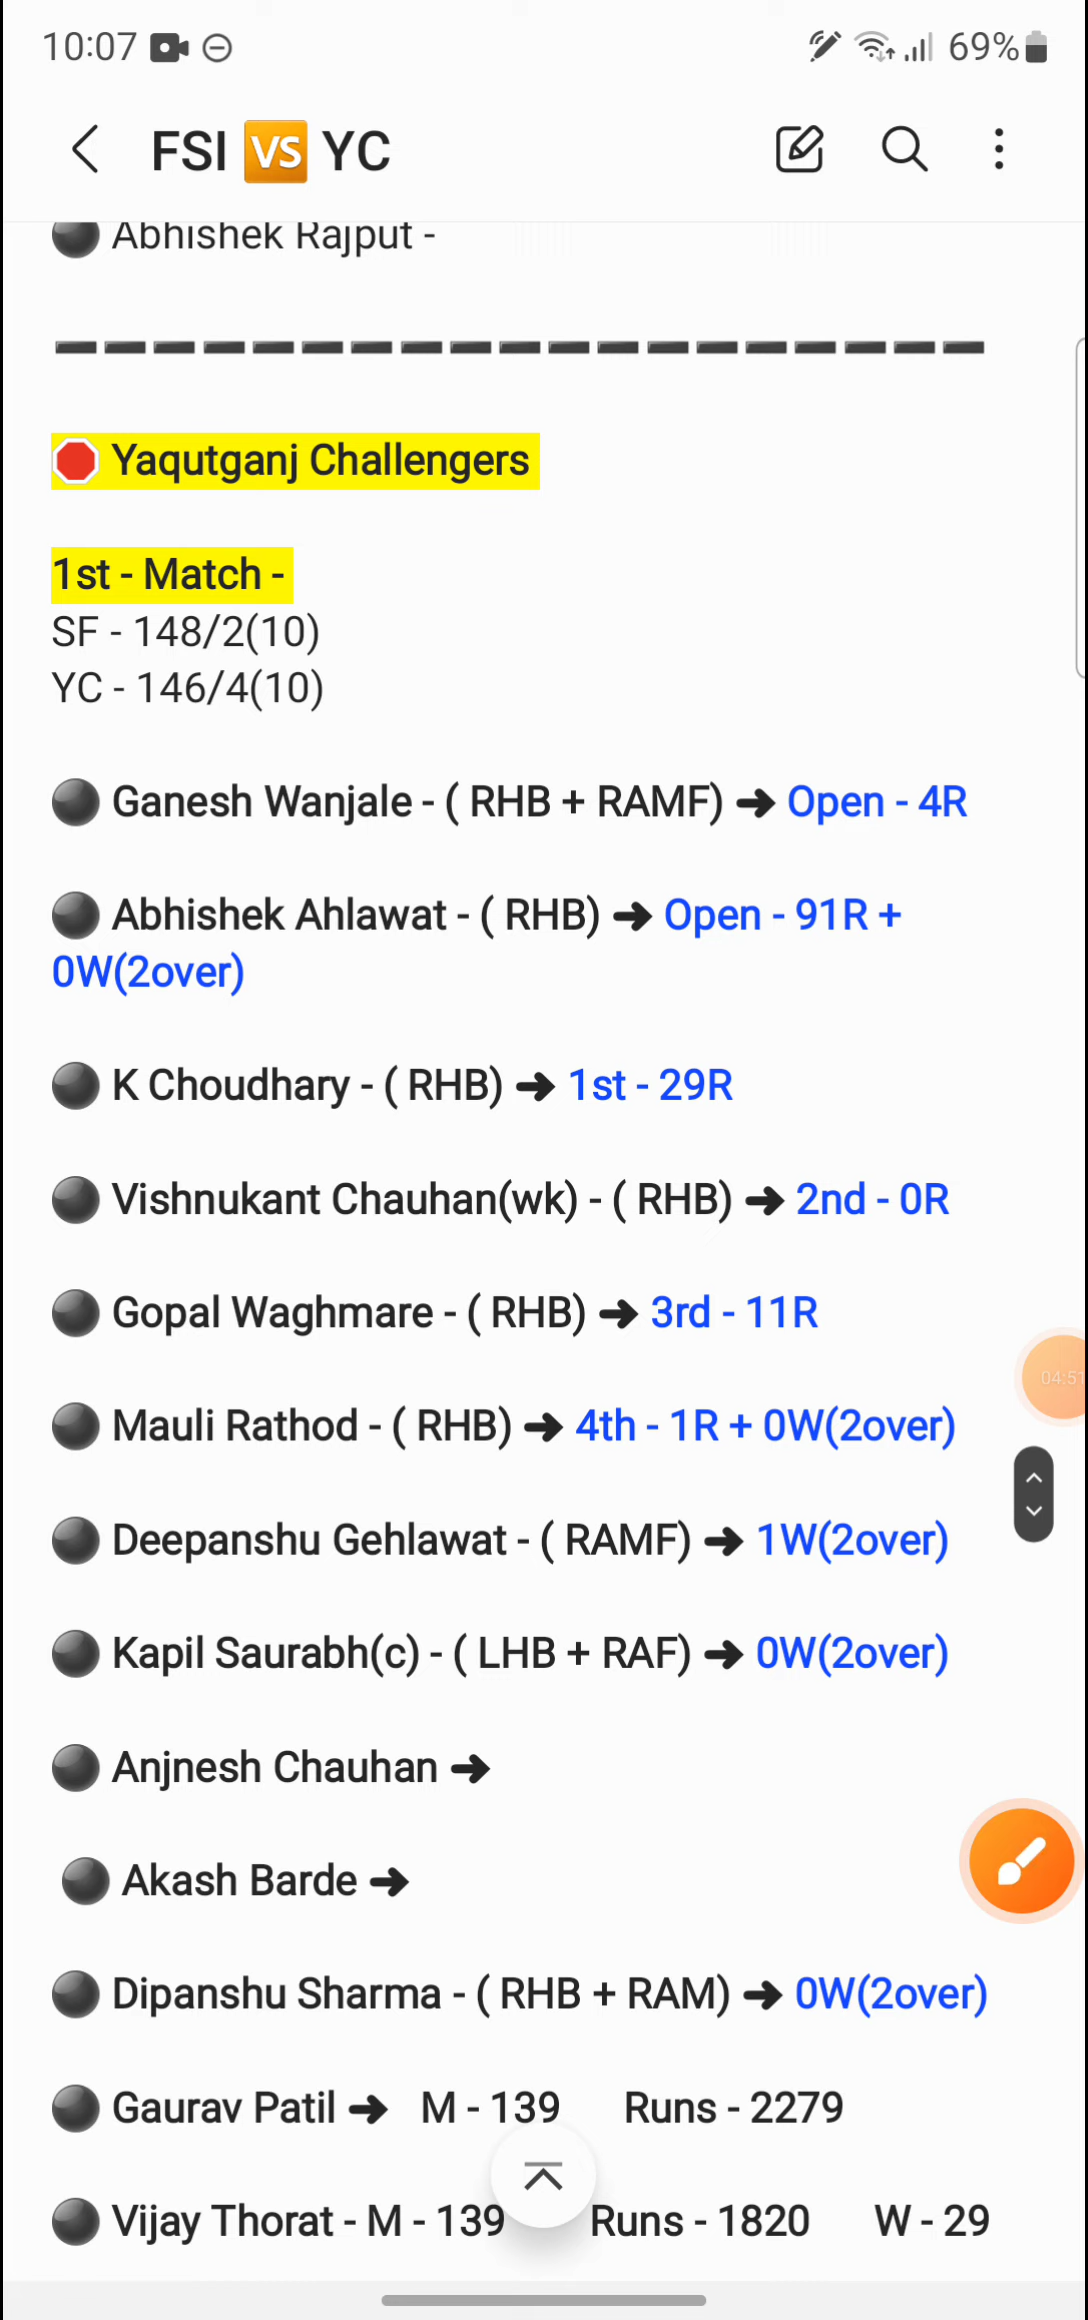 10:07 69%
FSI VS YC
Abhishek Rajput -
Yaqutganj Challengers
1st - Match -
SF - 148/2(10)
YC - 146/4(10)
Ganesh Wanjale - ( RHB + RAMF) ➔ Open - 4R
Abhishek Ahlawat - ( RHB) ➔ Open - 91R +
0W(2over)
K Choudhary - ( RHB) ➔ 1st - 29R
Vishnukant Chauhan(wk) - ( RHB) ➔ 2nd - 0R
Gopal Waghmare - ( RHB) ➔ 3rd - 11R
04:51
Mauli Rathod - ( RHB) ➔ 4th - 1R + 0W(2over)
Deepanshu Gehlawat - ( RAMF) ➔ 1W(2over)
Kapil Saurabh(c) - ( LHB + RAF) ➔ 0W(2over)
Anjnesh Chauhan ➔
Akash Barde ➔
Dipanshu Sharma - ( RHB + RAM) ➔ 0W(2over)
Gaurav Patil ➔ M - 139 Runs - 2279
Vijay Thorat - M - 139 Runs - 1820 W - 29